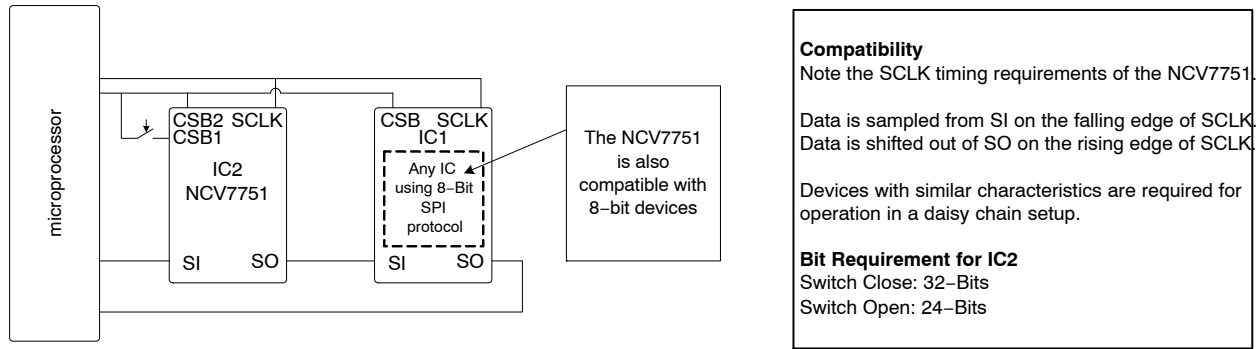 microprocessor
CSB2 SCLK
CSB1
IC2
NCV7751
SI SO
CSB SCLK
IC1
Any IC
using 8−Bit
SPI
protocol
SI SO
The NCV7751
is also
compatible with
8−bit devices
Compatibility
Note the SCLK timing requirements of the NCV7751.
Data is sampled from SI on the falling edge of SCLK.
Data is shifted out of SO on the rising edge of SCLK.
Devices with similar characteristics are required for
operation in a daisy chain setup.
Bit Requirement for IC2
Switch Close: 32−Bits
Switch Open: 24−Bits